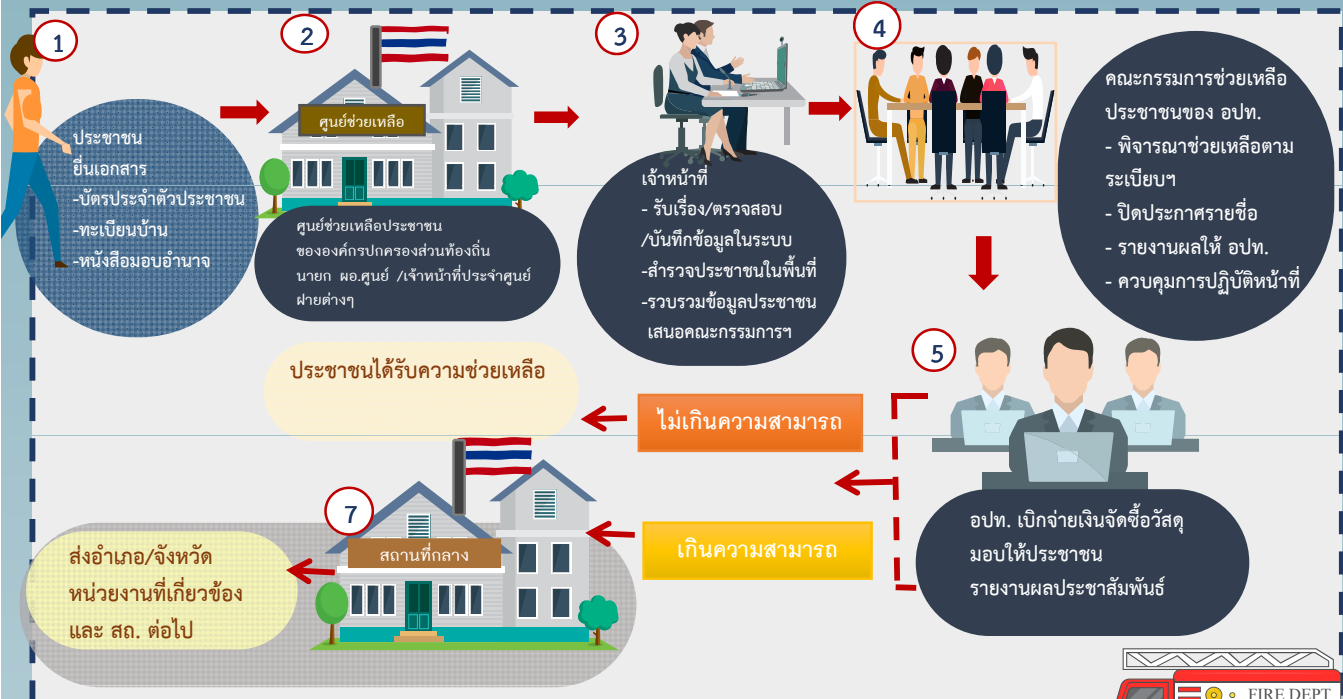 1
ประชาชน
ยื่นเอกสาร
-บัตรประจำตัวประชาชน
-ทะเบียนบ้าน
-หนังสือมอบอำนาจ
2
ศูนย์ช่วยเหลือ
ศูนย์ช่วยเหลือประชาชน
ขององค์กรปกครองส่วนท้องถิ่น
นายก ผอ.ศูนย์ /เจ้าหน้าที่ประจำศูนย์
ฝ่ายต่างๆ
3
เจ้าหน้าที่
- รับเรื่อง/ตรวจสอบ
/บันทึกข้อมูลในระบบ
-สำรวจประชาชนในพื้นที่
-รวบรวมข้อมูลประชาชน
เสนอคณะกรรมการฯ
4
คณะกรรมการช่วยเหลือ
ประชาชนของ อปท.
- พิจารณาช่วยเหลือตาม
ระเบียบฯ
- ปิดประกาศรายชื่อ
- รายงานผลให้ อปท.
- ควบคุมการปฏิบัติหน้าที่
5
อปท. เบิกจ่ายเงินจัดซื้อวัสดุ
มอบให้ประชาชน
รายงานผลประชาสัมพันธ์
ไม่เกินความสามารถ
ประชาชนได้รับความช่วยเหลือ
เกินความสามารถ
7
สถานที่กลาง
ส่งอำเภอ/จังหวัด
หน่วยงานที่เกี่ยวข้อง
และ สถ. ต่อไป
FIRE DEPT